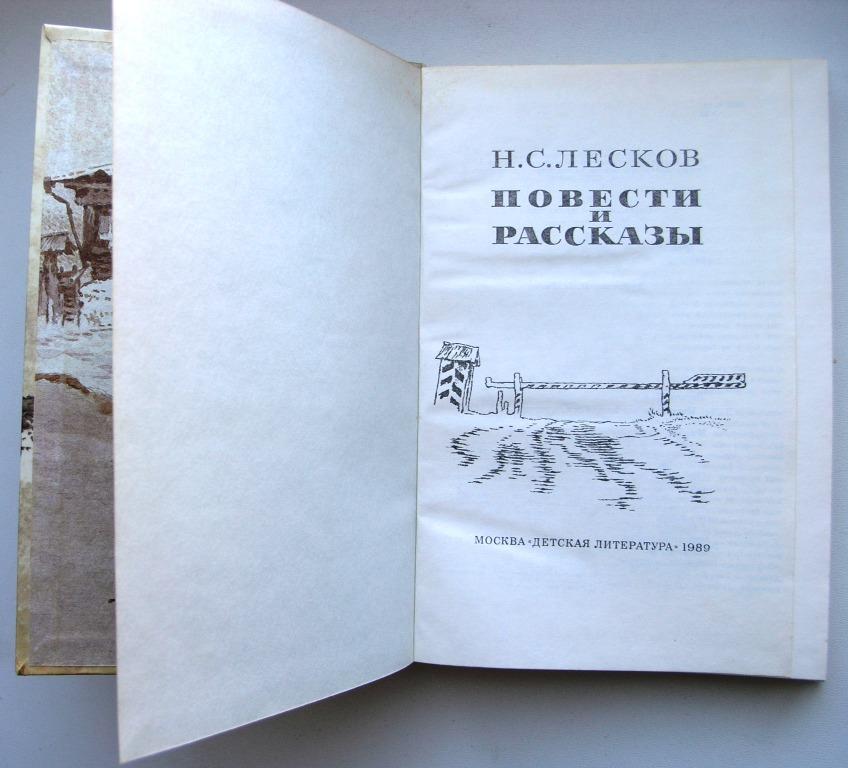 Н.С.ЛЕСКОВ
ПОВЕСТИ
И
РАССКАЗЫ
МОСКВА «ДЕТСКАЯ ЛИТЕРАТУРА» 1989